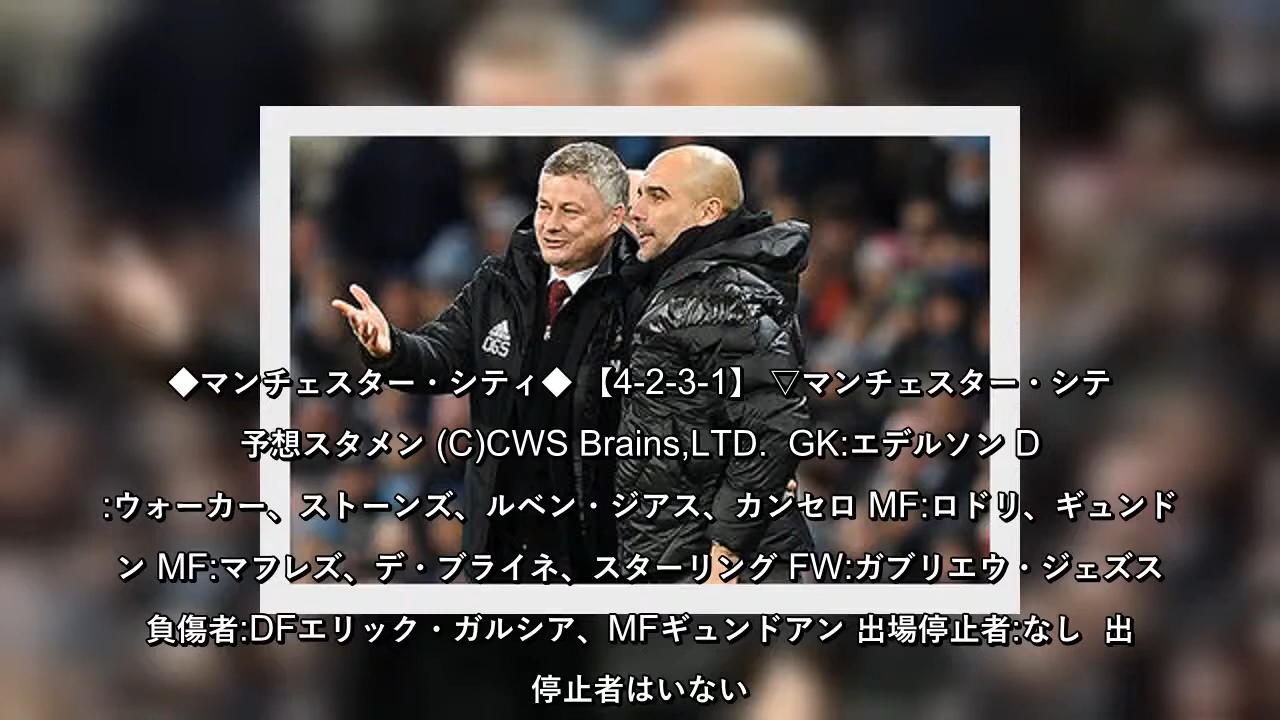 ◆マンチェスター・シティ◆ 【4-2-3-1】 ▽マンチェスター・シテ
予想スタメン (C)CWS Brains,LTD. GK:エデルソン D
:ウォーカー、ストーンズ、ルベン・ジアス、カンセロ MF:ロドリ、ギュンド
ン MF:マフレズ、デ・ブライネ、スターリング FW:ガブリエウ・ジェズス
負傷者:DFエリック・ガルシア、MFギュンドアン 出場停止者:なし 出
停止者はいない
OGS